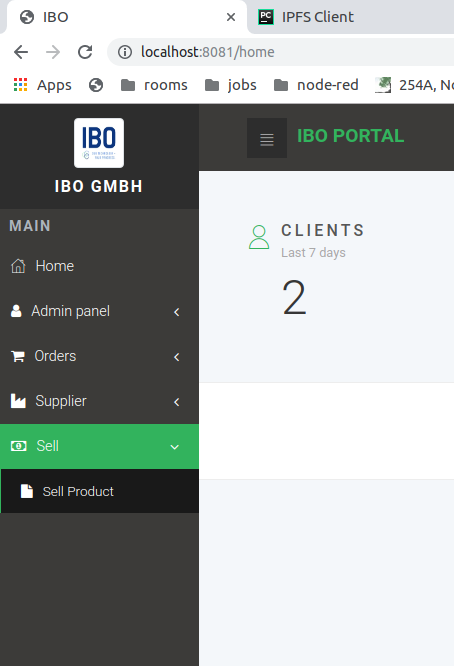 IBO
IPFS Client
localhost:8081/home
Apps
rooms
jobs
node-red
254A, No
IBO
IBO GMBH
IBO PORTAL
MAIN
Home
Admin panel
Orders
Supplier
Sell
Sell Product
CLIENTS
Last 7 days
2